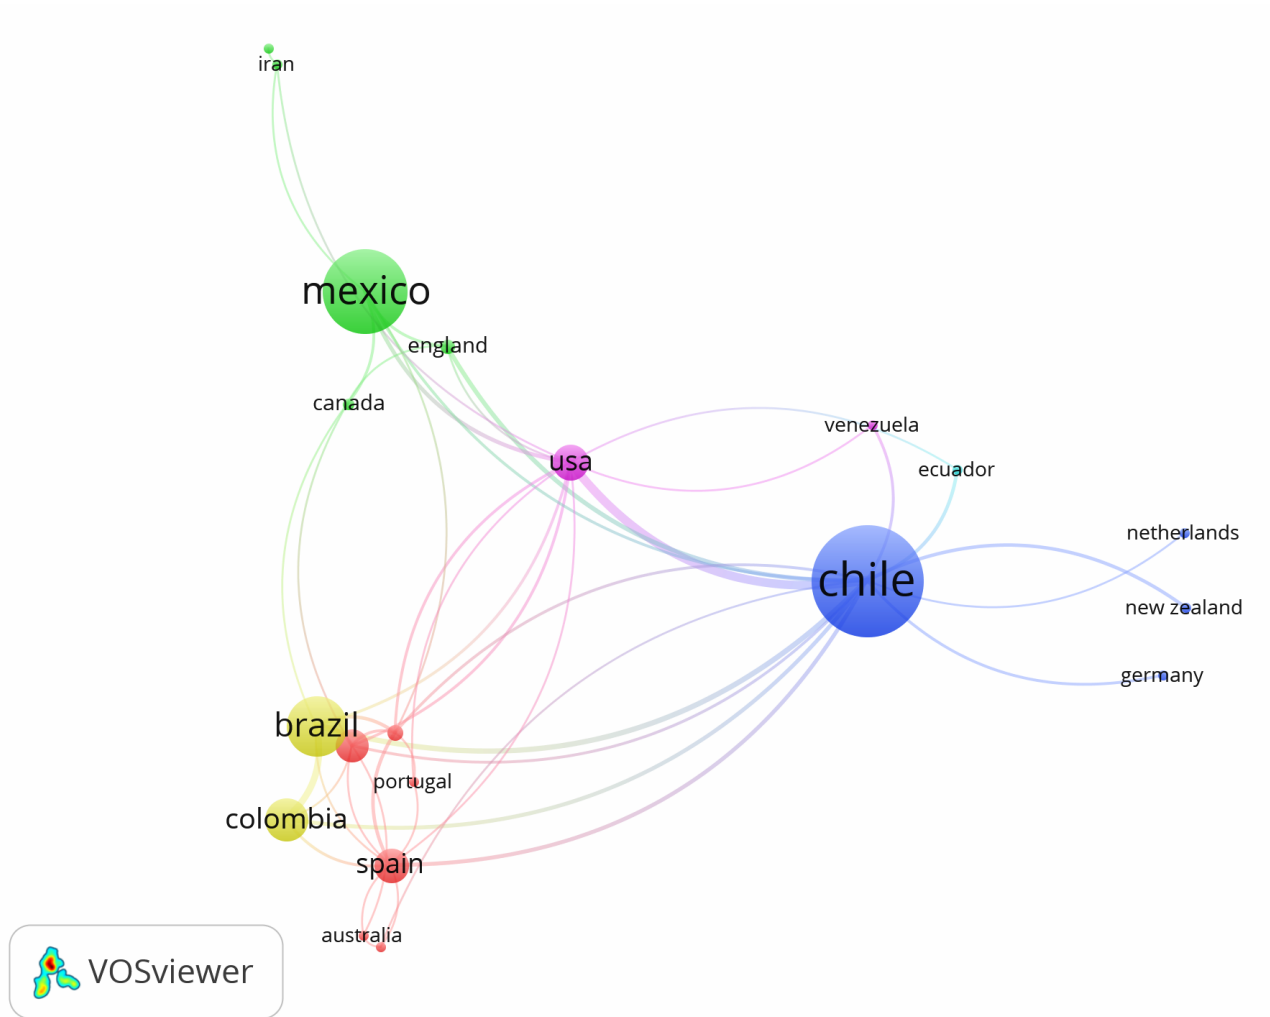 iran
mexico
england
canada
venezuela
usa
ecuador
netherlands
chile
new zealand
germany
brazil
portugal
colombia
spain
australia
VOSviewer